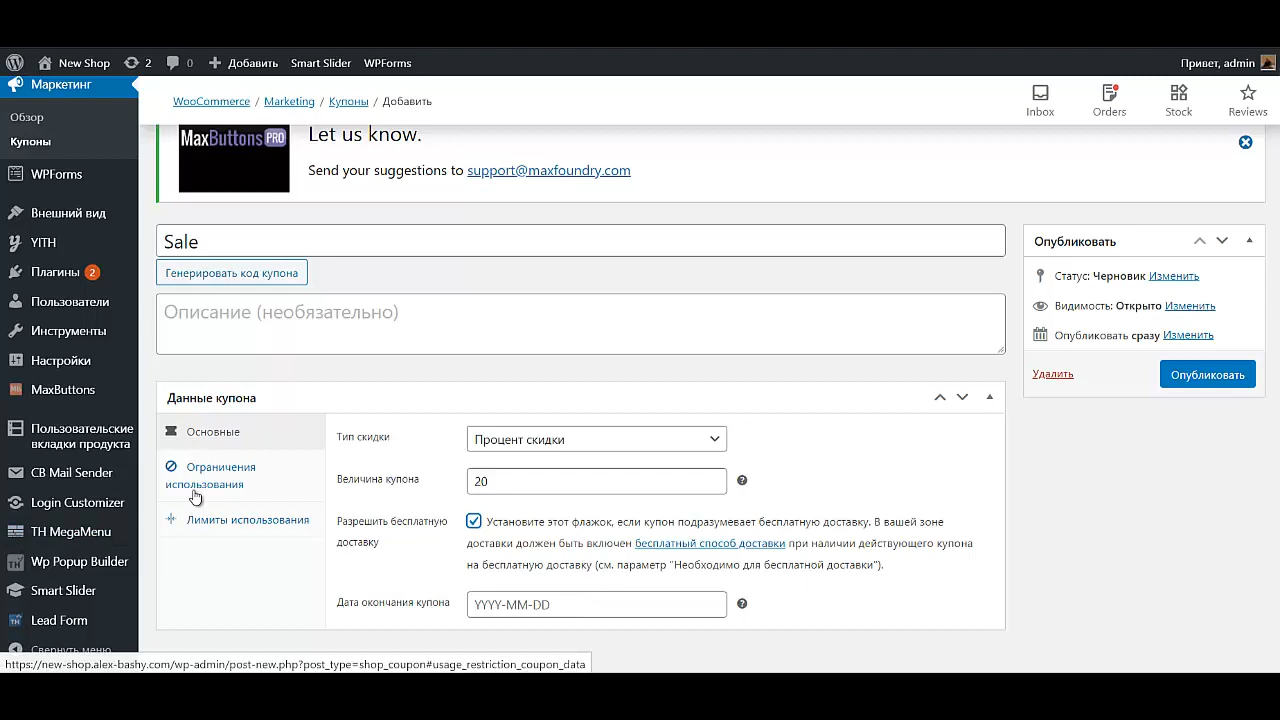 New Shop 2 0 Добавить Smart Slider WPForms Привет, admin
Маркетинг
Обзор
Купоны
WPForms
Внешний вид
YITH
Плагины 2
Пользователи
Инструменты
Настройки
MaxButtons
Пользовательские
вкладки продукта
CB Mail Sender
Login Customizer
TH MegaMenu
Wp Popup Builder
Smart Slider
Lead Form
Свернуть меню
WooCommerce / Marketing / Купоны / Добавить
Inbox Orders Stock Reviews
MaxButtons PRO
Let us know.
Send your suggestions to support@maxfoundry.com
Sale
Генерировать код купона
Описание (необязательно)
Данные купона
Основные
Ограничения
использования
Лимиты использования
Тип скидки Процент скидки
Величина купона 20
Разрешить бесплатную
доставку
Установите этот флажок, если купон подразумевает бесплатную доставку. В вашей зоне
доставки должен быть включен бесплатный способ доставки при наличии действующего купона
на бесплатную доставку (см. параметр "Необходимо для бесплатной доставки").
Дата окончания купона YYYY-MM-DD
Опубликовать
Статус: Черновик Изменить
Видимость: Открыто Изменить
Опубликовать сразу Изменить
Удалить Опубликовать
https://new-shop.alex-bashy.com/wp-admin/post-new.php?post_type=shop_coupon#usage_restriction_coupon_data